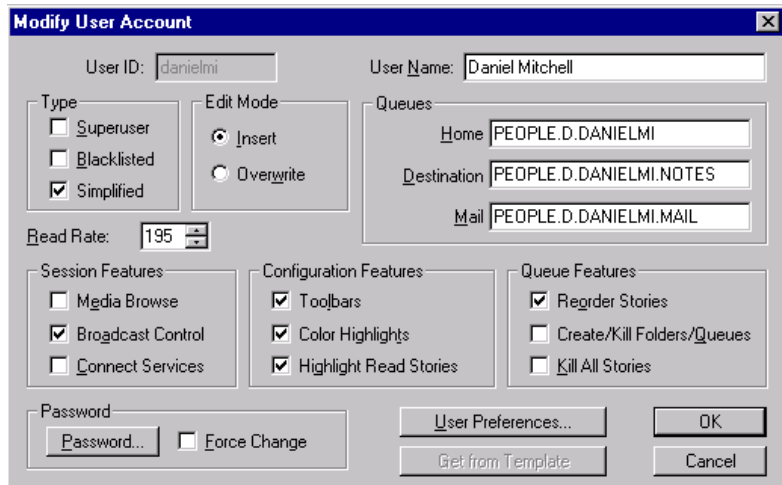 Modify User Account
User ID: danielmi
User Name: Daniel Mitchell
Type
Superuser
Blacklisted
Simplified
Edit Mode
Insert
Overwrite
Queues
Home PEOPLE.D.DANIELMI
Destination PEOPLE.D.DANIELMI.NOTES
Mail PEOPLE.D.DANIELMI.MAIL
Read Rate: 195
Session Features
Media Browse
Broadcast Control
Connect Services
Configuration Features
Toolbars
Color Highlights
Highlight Read Stories
Queue Features
Reorder Stories
Create/Kill Folders/Queues
Kill All Stories
Password
Password...
Force Change
User Preferences...
OK
Get from Template
Cancel